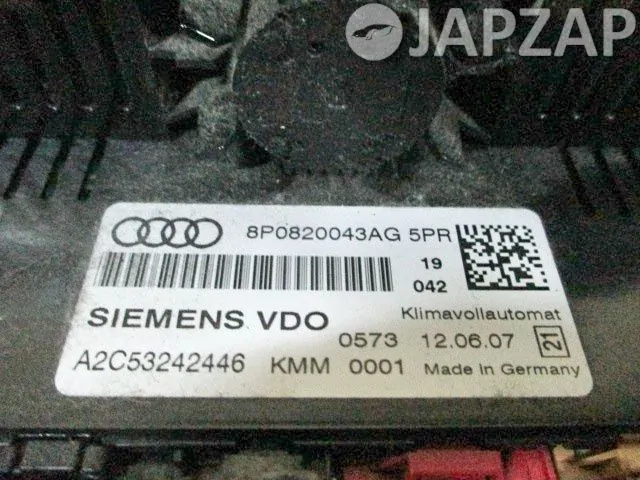 JAPZAP
8P0820043AG 5PR
19
042
SIEMENS VDO
Klimavollautomat
0573 12.06.07 21
A2C53242446 KMM 0001 Made in Germany